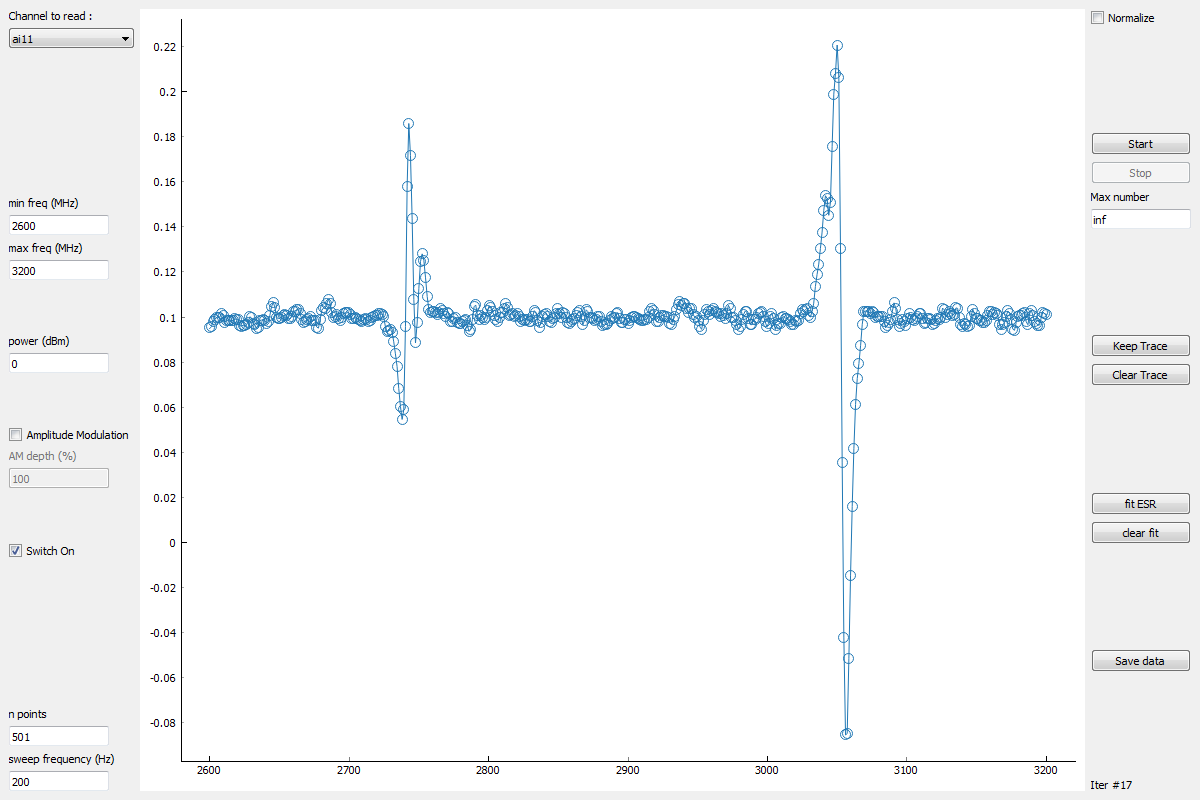 Channel to read :
ai11
min freq (MHz)
2600
max freq (MHz)
3200
power (dBm)
0
Amplitude Modulation
AM depth (%)
100
Switch On
n points
501
sweep frequency (Hz)
200
0.22
0.2
0.18
0.16
0.14
0.12
0.1
0.08
0.06
0.04
0.02
0
-0.02
-0.04
-0.06
-0.08
2600 2700 2800 2900 3000 3100 3200
Normalize
Start
Stop
Max number
inf
Keep Trace
Clear Trace
fit ESR
clear fit
Save data
Iter #17